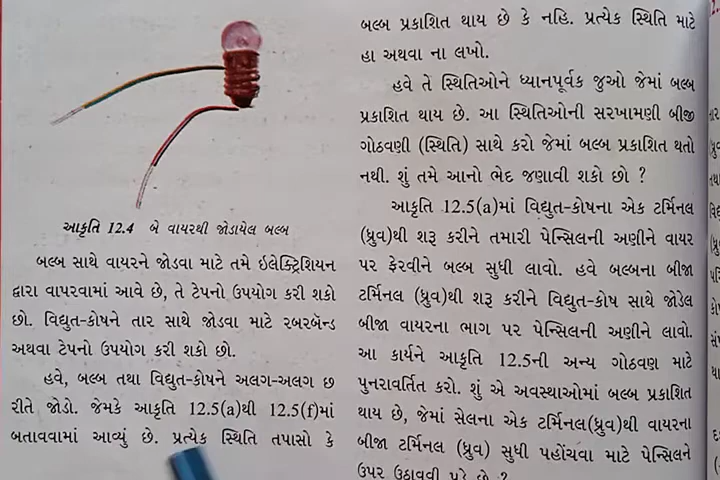 આકૃતિ 12.4 બે વાયરથી જોડાયેલ બલ્બ
બલ્બ સાથે વાયરને જોડવા માટે તમે ઇલેક્ટ્રિશિયન
દ્વારા વાપરવામાં આવે છે, તે ટેપનો ઉપયોગ કરી શકો
છો. વિદ્યુત-કોષને તાર સાથે જોડવા માટે રબરબૅન્ડ
અથવા ટેપનો ઉપયોગ કરી શકો છો.
હવે, બલ્બ તથા વિદ્યુત-કોષને અલગ-અલગ છ
રીતે જોડો. જેમકે આકૃતિ 12.5(a)થી 12.5(f)માં
બતાવવામાં આવ્યું છે. પ્રત્યેક સ્થિતિ તપાસો કે
બલ્બ પ્રકાશિત થાય છે કે નહિ. પ્રત્યેક સ્થિતિ માટે
હા અથવા ના લખો.
હવે તે સ્થિતિઓને ધ્યાનપૂર્વક જુઓ જેમાં બલ્બ
પ્રકાશિત થાય છે. આ સ્થિતિઓની સરખામણી બીજી
ગોઠવણી (સ્થિતિ) સાથે કરો જેમાં બલ્બ પ્રકાશિત થતો
નથી. શું તમે આનો ભેદ જણાવી શકો છો ?
આકૃતિ 12.5(a)માં વિદ્યુત-કોષના એક ટર્મિનલ
(ધ્રુવ)થી શરૂ કરીને તમારી પેન્સિલની અણીને વાયર
પર ફેરવીને બલ્બ સુધી લાવો. હવે બલ્બના બીજા
ટર્મિનલ (ધ્રુવ)થી શરૂ કરીને વિદ્યુત-કોષ સાથે જોડેલ
બીજા વાયરના ભાગ પર પેન્સિલની અણીને લાવો.
આ કાર્યને આકૃતિ 12.5ની અન્ય ગોઠવણ માટે
પુનરાવર્તિત કરો. શું એ અવસ્થાઓમાં બલ્બ પ્રકાશિત
થાય છે, જેમાં સેલના એક ટર્મિનલ(ધ્રુવ)થી વાયરના
બીજા ટર્મિનલ (ધ્રુવ) સુધી પહોંચવા માટે પેન્સિલને
ઉપર ઉઠાવવી પડે છે ?